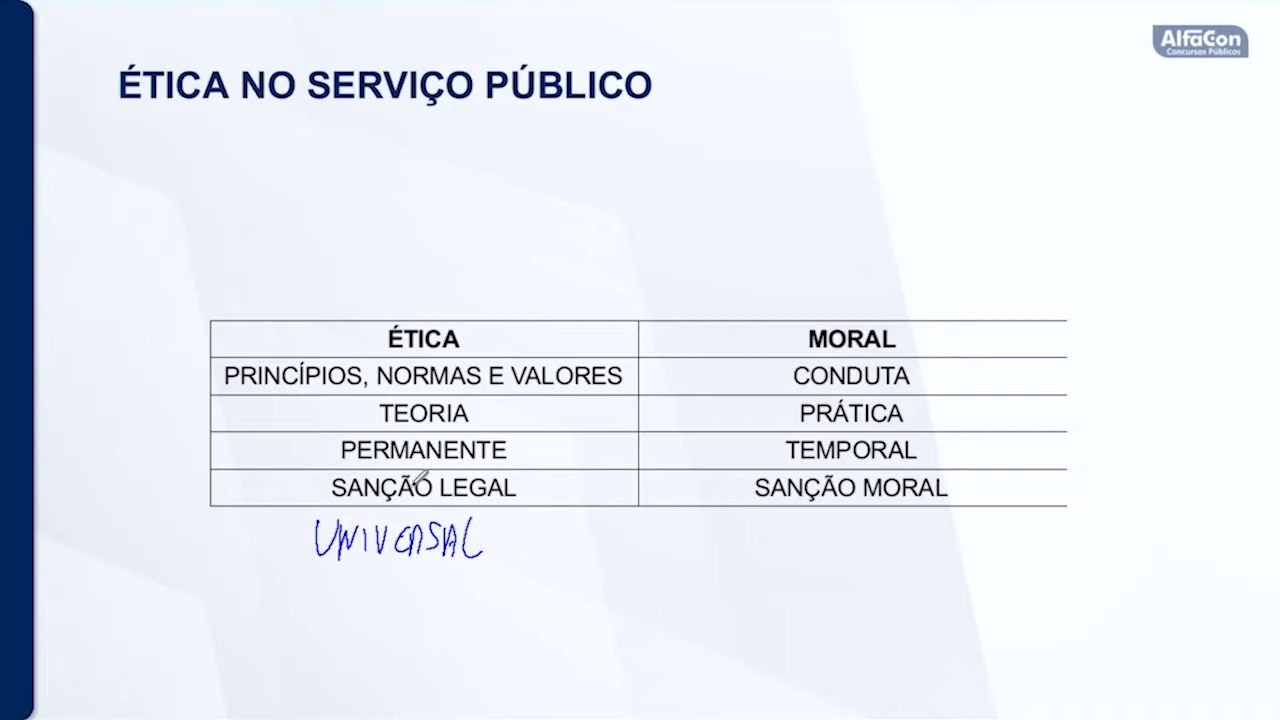 AlfaCon
Concursos Públicos
ÉTICA NO SERVIÇO PÚBLICO
ÉTICA MORAL
PRINCÍPIOS, NORMAS E VALORES CONDUTA
TEORIA PRÁTICA
PERMANENTE TEMPORAL
SANÇÃO LEGAL SANÇÃO MORAL
UNIVERSAL